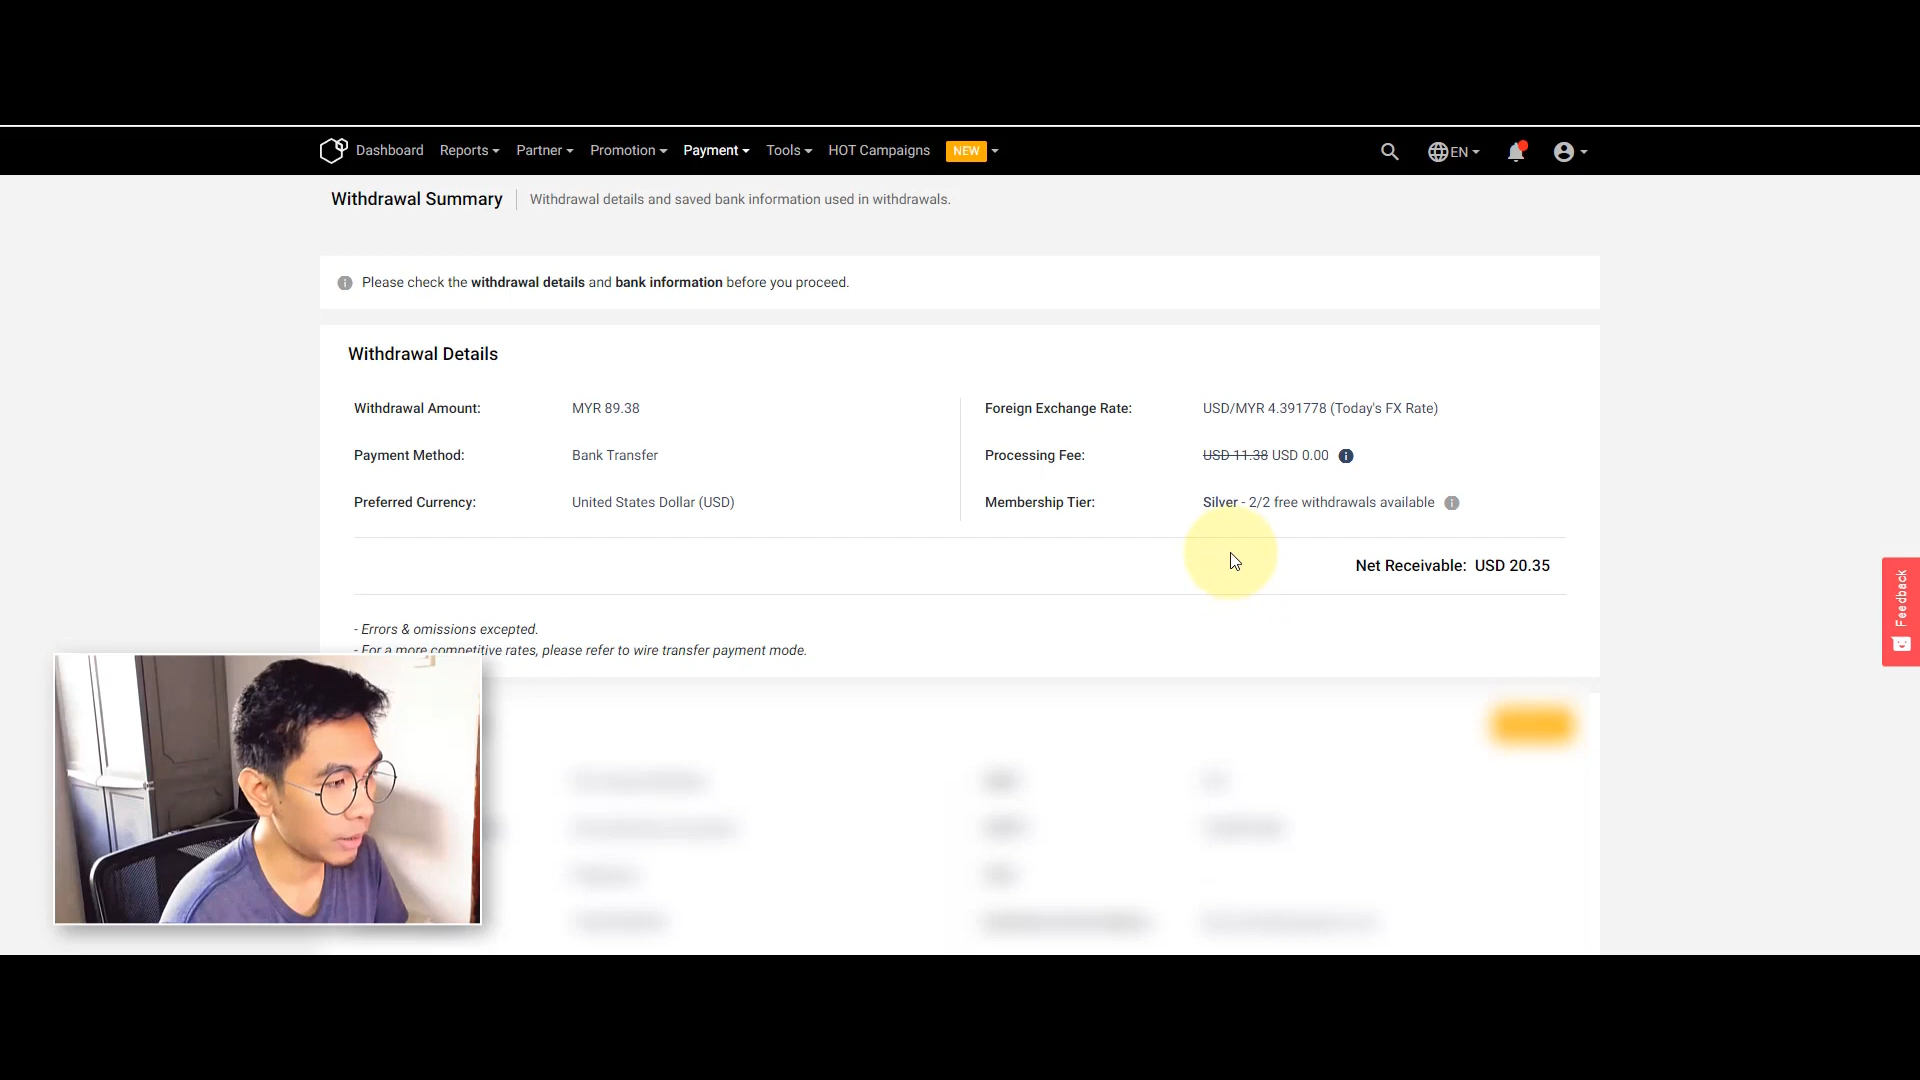 Dashboard Reports Partner Promotion Payment Tools HOT Campaigns NEW EN
Withdrawal Summary Withdrawal details and saved bank information used in withdrawals.
Please check the withdrawal details and bank information before you proceed.
Withdrawal Details
Withdrawal Amount: MYR 89.38
Foreign Exchange Rate: USD/MYR 4.391778 (Today's FX Rate)
Payment Method: Bank Transfer
Processing Fee: USD 11.38 USD 0.00
Preferred Currency: United States Dollar (USD)
Membership Tier: Silver - 2/2 free withdrawals available
Net Receivable: USD 20.35
- Errors & omissions excepted.
- For a more competitive rates, please refer to wire transfer payment mode.
Feedback